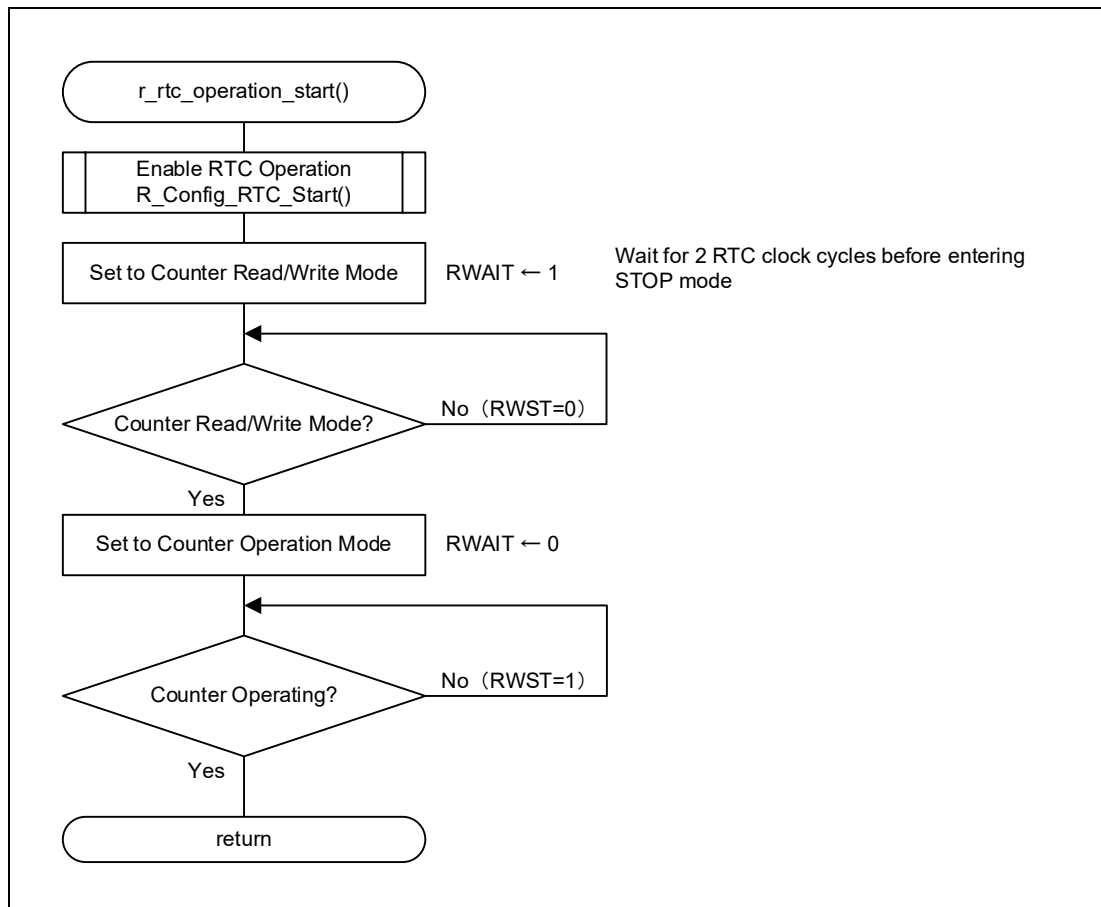 r_rtc_operation_start()
Enable RTC Operation
R_Config_RTC_Start()
Set to Counter Read/Write Mode
RWAIT ← 1
Wait for 2 RTC clock cycles before entering
STOP mode
Counter Read/Write Mode?
No（RWST=0）
Yes
Set to Counter Operation Mode
RWAIT ← 0
Counter Operating?
No（RWST=1）
Yes
return